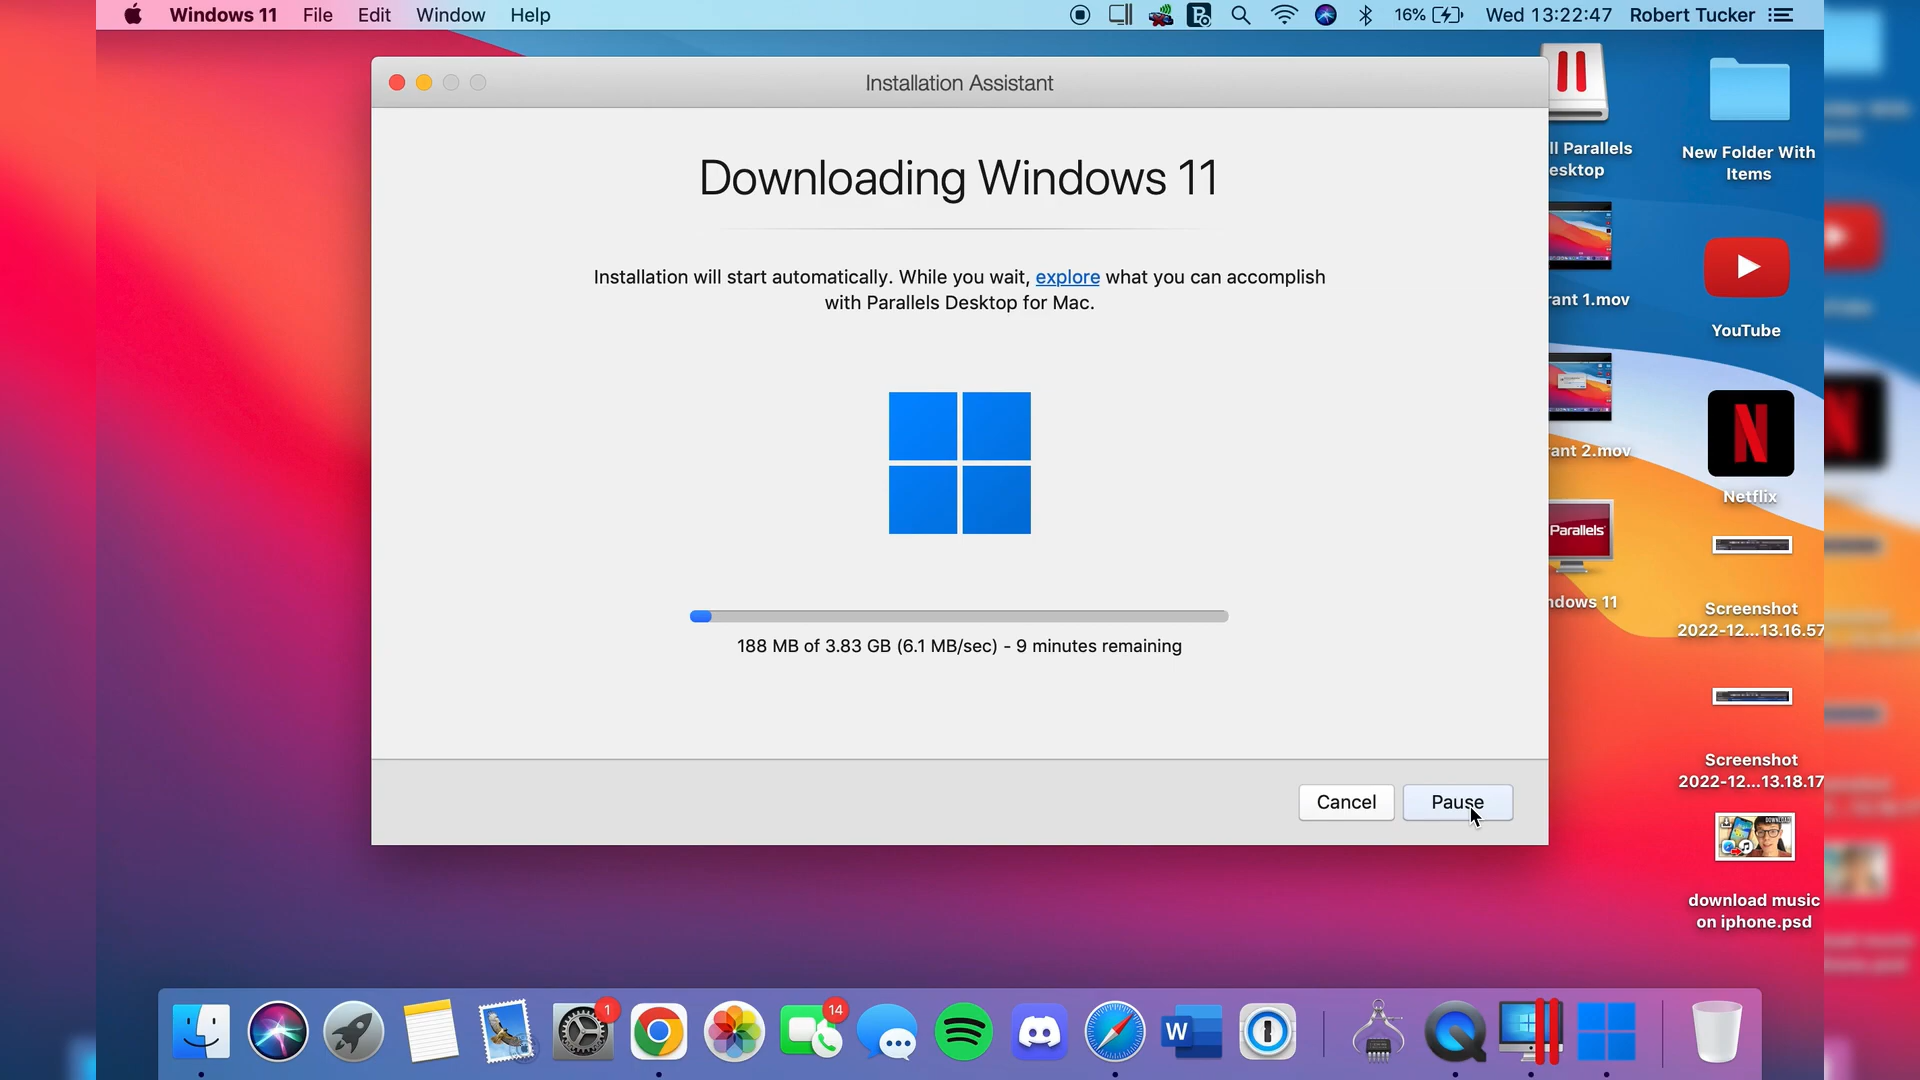 Windows 11 File Edit Window Help 16% Wed 13:22:47 Robert Tucker
Installation Assistant
Downloading Windows 11
Installation will start automatically. While you wait, explore what you can accomplish
with Parallels Desktop for Mac.
188 MB of 3.83 GB (6.1 MB/sec) - 9 minutes remaining
Cancel Pause
ll Parallels
esktop
New Folder With
Items
rant 1.mov
YouTube
rant 2.mov
N
Netflix
Parallels
ndows 11
Screenshot
2022-12...13.16.57
Screenshot
2022-12...13.18.17
DOWNLOAD
download music
on iphone.psd
1
14
W